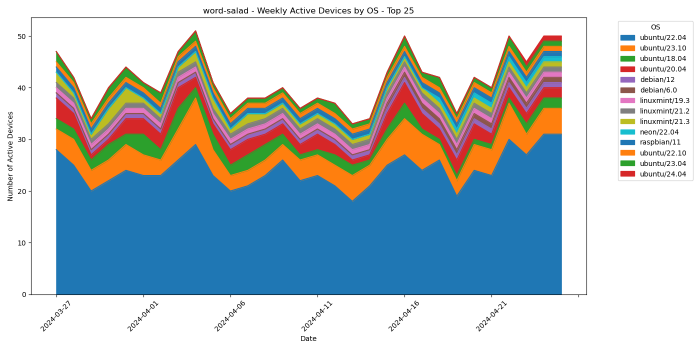 word-salad - Weekly Active Devices by OS - Top 25
OS
ubuntu/22.04
ubuntu/23.10
ubuntu/18.04
ubuntu/20.04
debian/12
debian/6.0
linuxmint/19.3
linuxmint/21.2
linuxmint/21.3
neon/22.04
raspbian/11
ubuntu/22.10
ubuntu/23.04
ubuntu/24.04
Number of Active Devices
50
40
30
20
10
0
2024-03-27
2024-04-01
2024-04-06
2024-04-11
2024-04-16
2024-04-21
Date